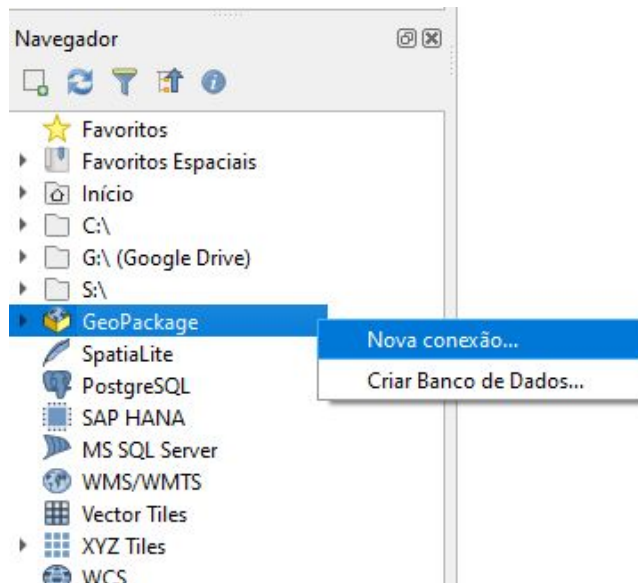 Navegador
Favoritos
Favoritos Espaciais
Início
C:\
G:\ (Google Drive)
S:\
GeoPackage
Nova conexão...
SpatiaLite
Criar Banco de Dados...
PostgreSQL
SAP HANA
MS SQL Server
WMS/WMTS
Vector Tiles
XYZ Tiles
WCS